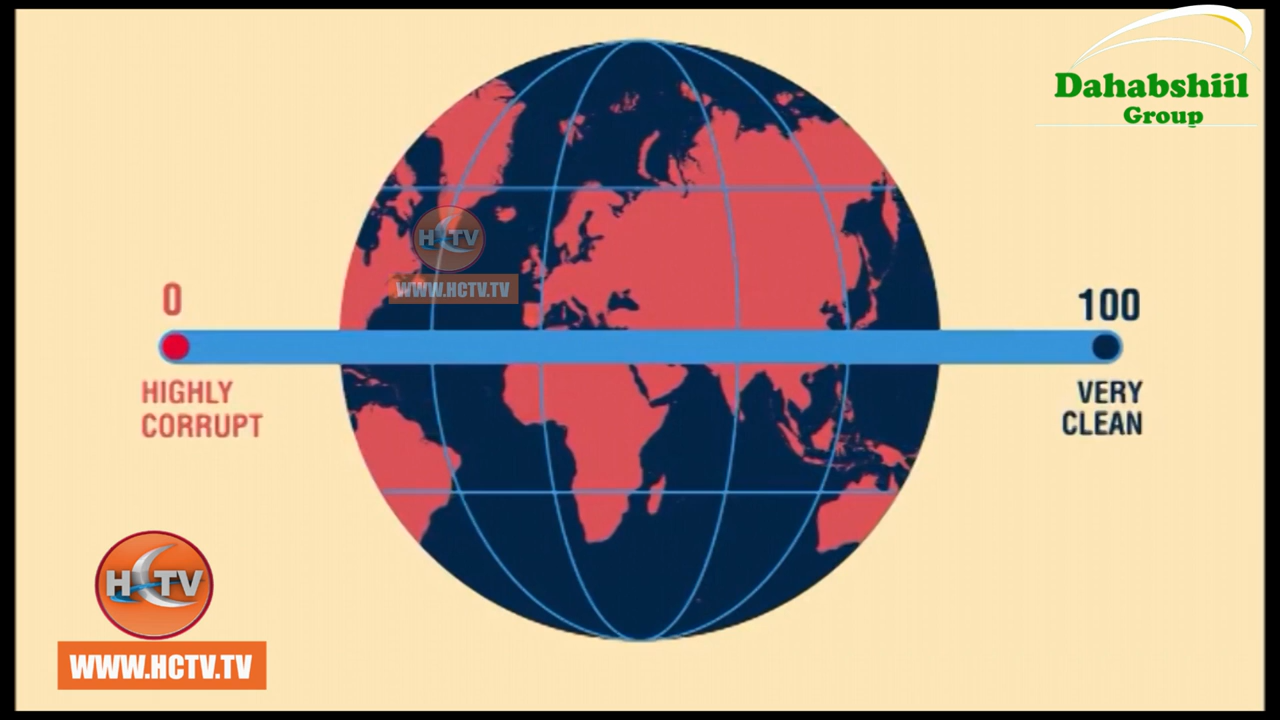 Dahabshiil
Group
HCTV
WWW.HCTV.TV
0
100
HIGHLY
CORRUPT
VERY
CLEAN
HCTV
WWW.HCTV.TV